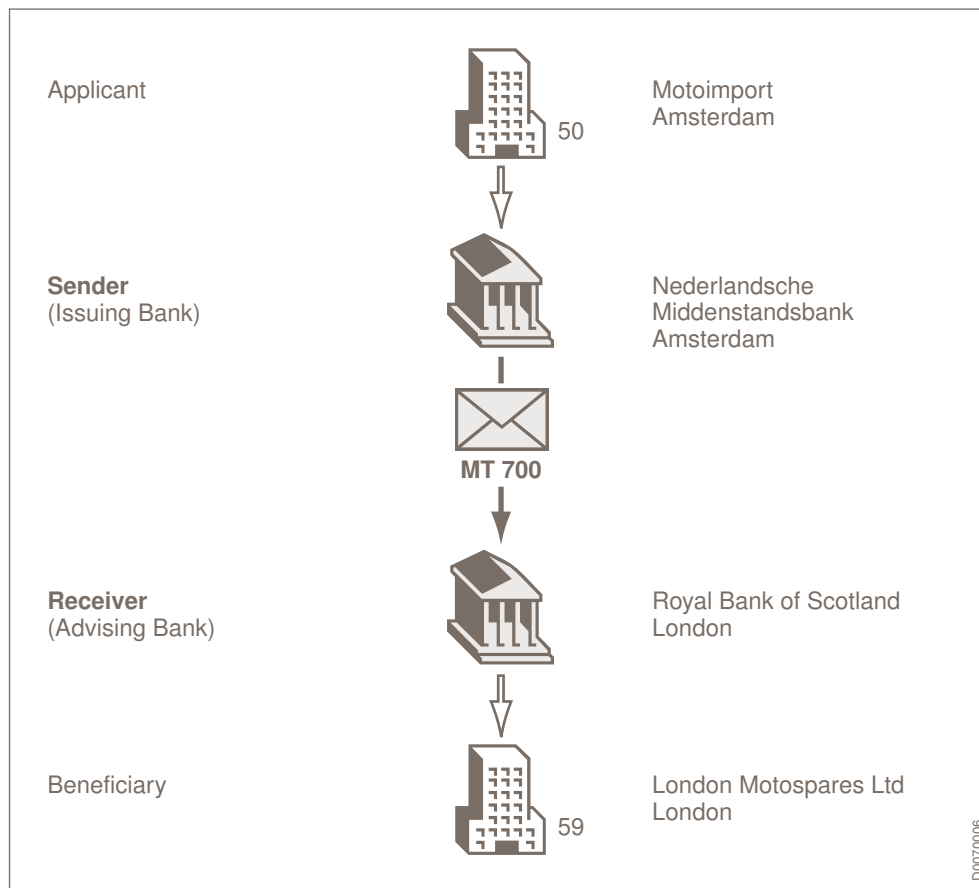 Applicant
50
Motoimport
Amsterdam
Sender
(Issuing Bank)
Nederlandsche
Middenstandsbank
Amsterdam
MT 700
Receiver
(Advising Bank)
Royal Bank of Scotland
London
Beneficiary
59
London Motospares Ltd
London
D0070006